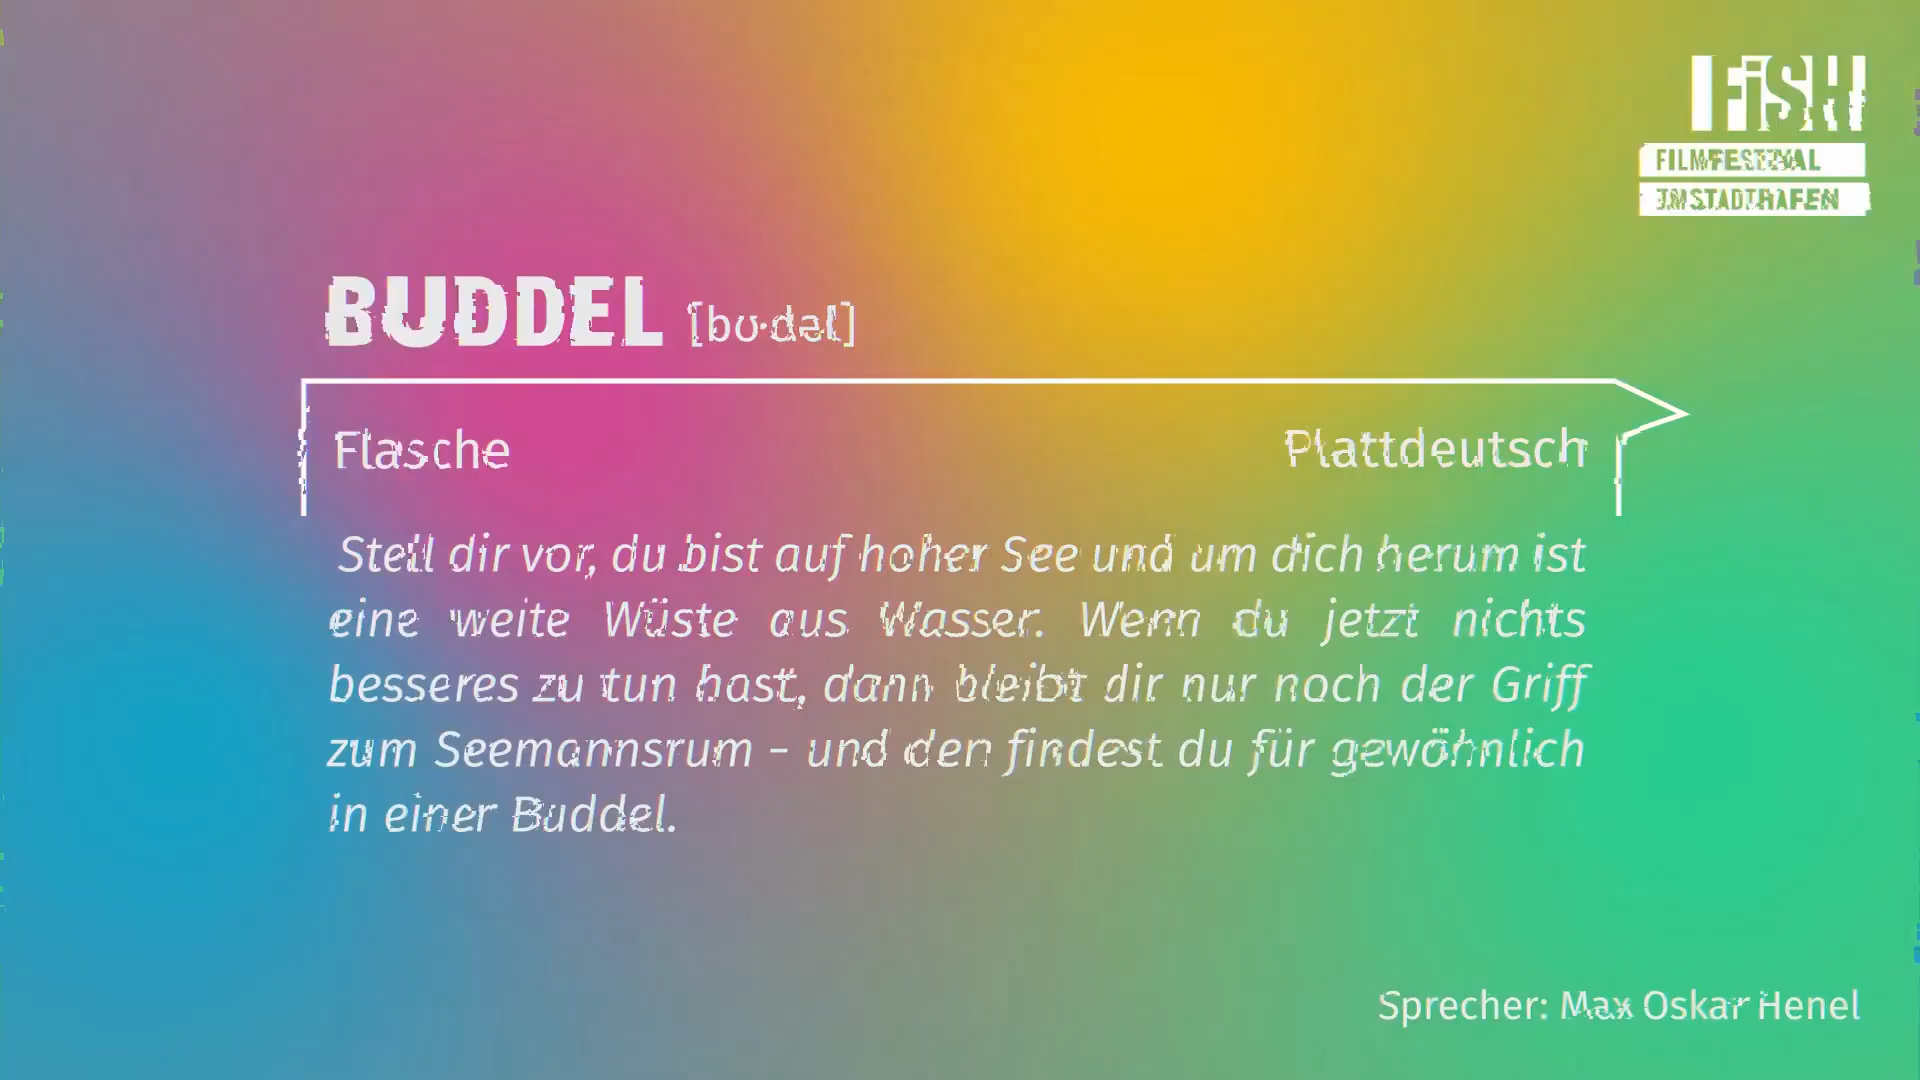 FiSH
FILMFESTIVAL
IM STADTHAFEN
BUDDEL [bʊ·dəl]
Flasche Plattdeutsch
Stell dir vor, du bist auf hoher See und um dich herum ist
eine weite Wüste aus Wasser. Wenn du jetzt nichts
besseres zu tun hast, dann bleibt dir nur noch der Griff
zum Seemannsrum – und den findest du für gewöhnlich
in einer Buddel.
Sprecher: Max Oskar Henel